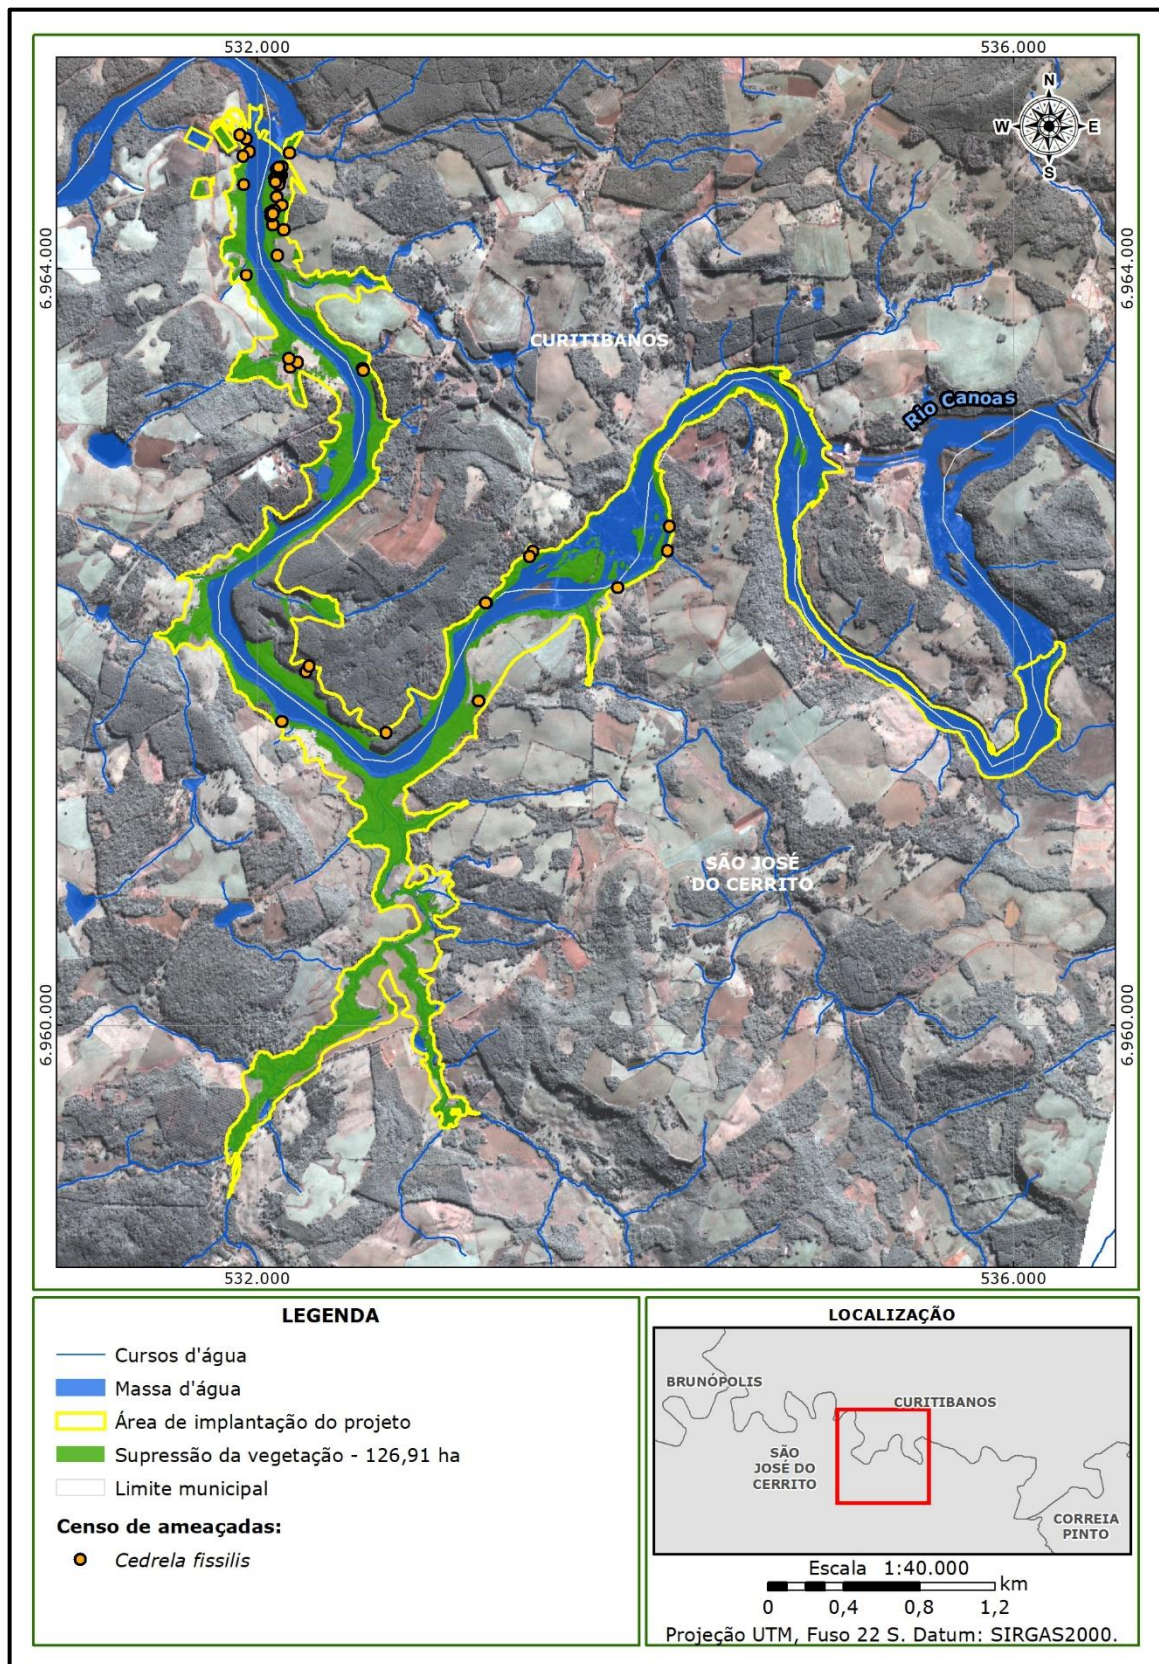 532.000
536.000
N
W
E
S
6.964.000
6.964.000
CURITIBANOS
Rio Canoas
SÃO JOSÉ
DO CERRITO
6.960.000
6.960.000
532.000
536.000
LEGENDA
Cursos d'água
Massa d'água
Área de implantação do projeto
Supressão da vegetação - 126,91 ha
Limite municipal
Censo de ameaçadas:
Cedrela fissilis
LOCALIZAÇÃO
BRUNÓPOLIS
CURITIBANOS
SÃO
JOSÉ DO
CERRITO
CORREIA
PINTO
Escala 1:40.000
km
0 0,4 0,8 1,2
Projeção UTM, Fuso 22 S. Datum: SIRGAS2000.